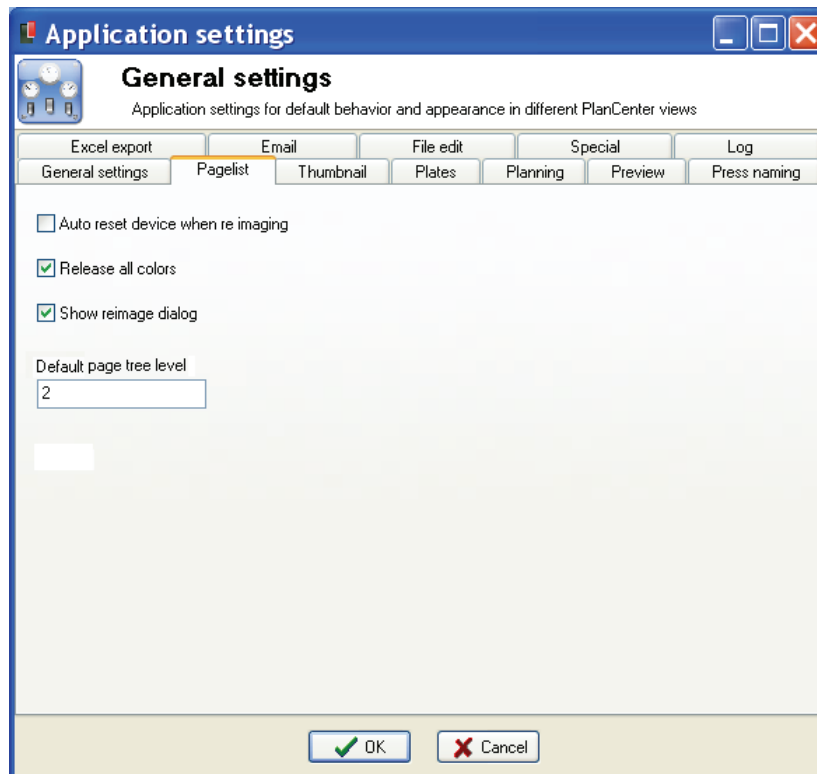 Application settings
General settings
Application settings for default behavior and appearance in different PlanCenter views
Excel export Email File edit Special Log
General settings Pagelist Thumbnail Plates Planning Preview Press naming
Auto reset device when re imaging
Release all colors
Show reimage dialog
Default page tree level
2
OK Cancel